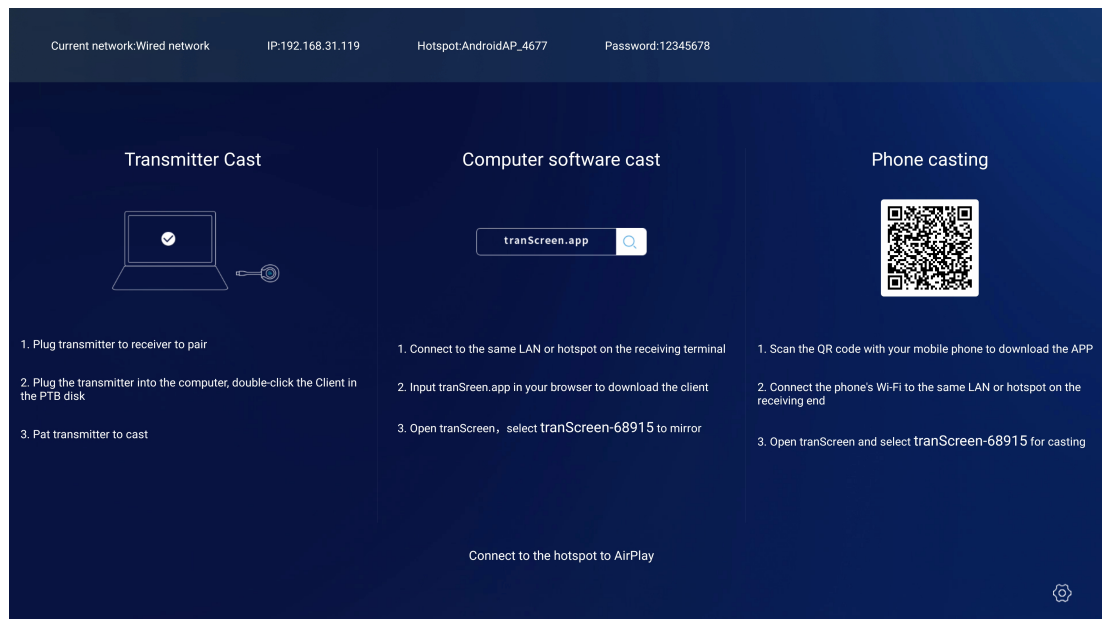 Current network:Wired network IP:192.168.31.119 Hotspot:AndroidAP_4677 Password:12345678
Transmitter Cast
1. Plug transmitter to receiver to pair
2. Plug the transmitter into the computer, double-click the Client in
the PTB disk
3. Pat transmitter to cast
Computer software cast
tranScreen.app
1. Connect to the same LAN or hotspot on the receiving terminal
2. Input tranSreen.app in your browser to download the client
3. Open tranScreen，select tranScreen-68915 to mirror
Phone casting
1. Scan the QR code with your mobile phone to download the APP
2. Connect the phone's Wi-Fi to the same LAN or hotspot on the
receiving end
3. Open tranScreen and select tranScreen-68915 for casting
Connect to the hotspot to AirPlay